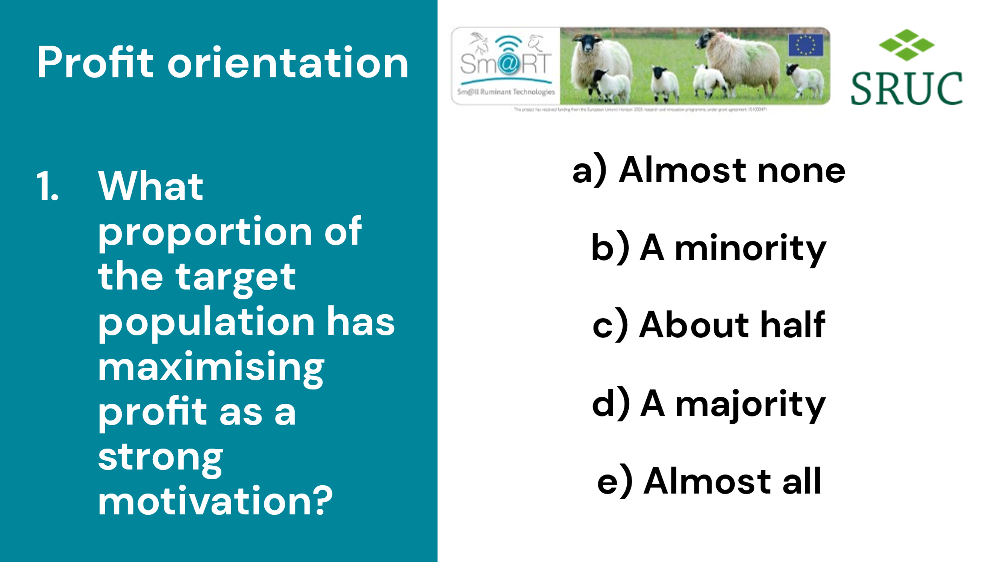 Profit orientation
1. What
proportion of
the target
population has
maximising
profit as a
strong
motivation?
Sm@RT
Sm@ll Ruminant Technologies
This project has received funding from the European Union's Horizon 2020 research and innovation programme, under grant agreement
SRUC
a) Almost none
b) A minority
c) About half
d) A majority
e) Almost all